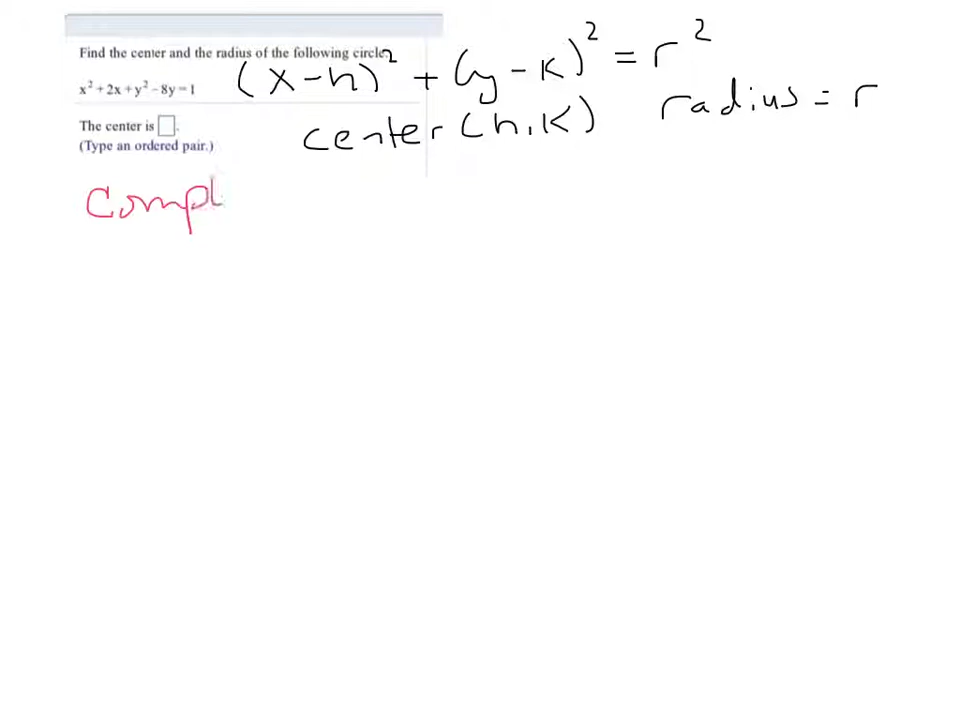 Find the center and the radius of the following circle.
(x-h)² + (y-k)² = r²
x² + 2x + y² - 8y = 1
The center is □.
center (h,k) radius = r
(Type an ordered pair.)
Compl